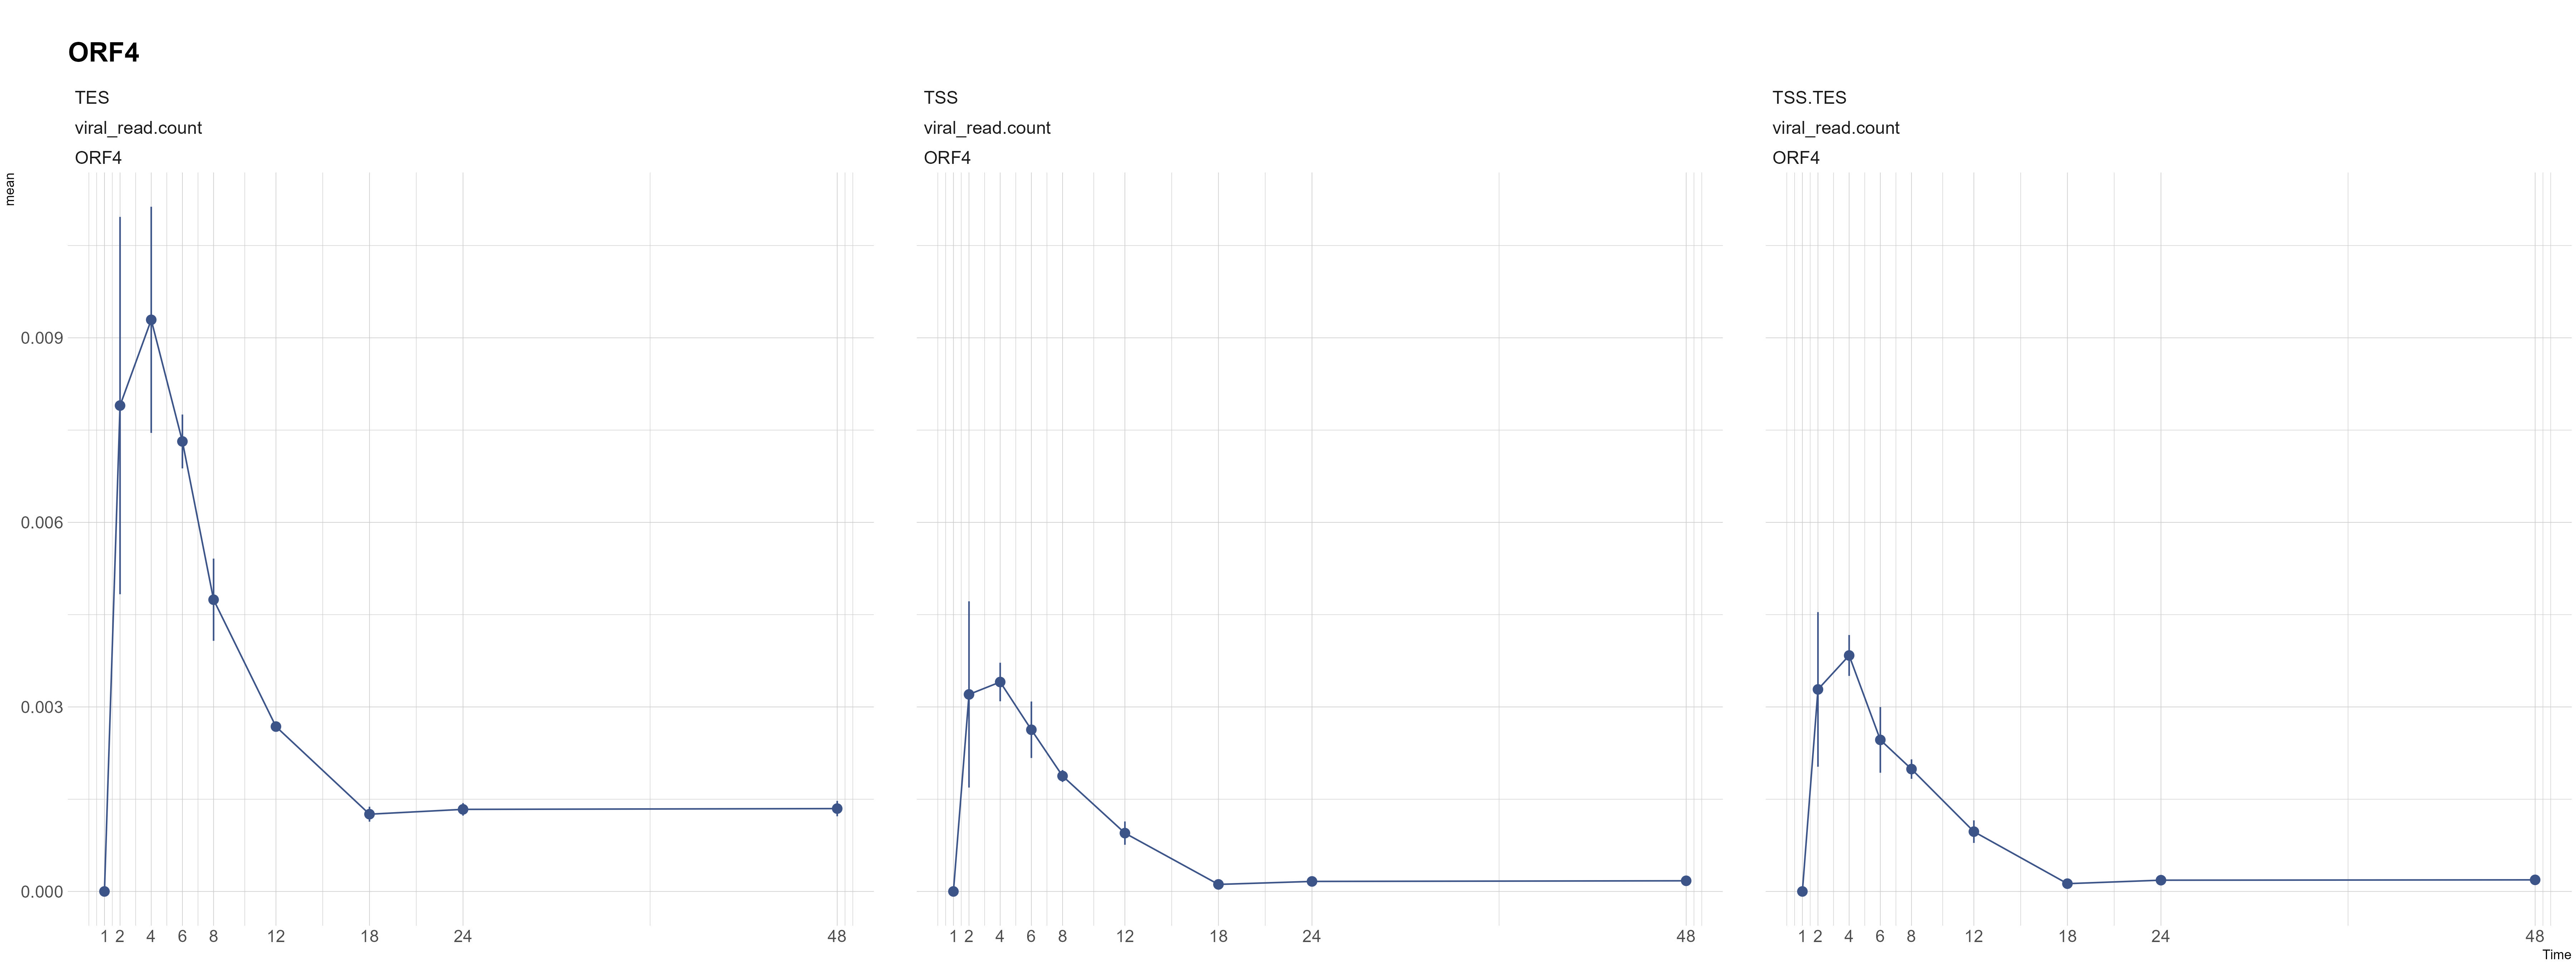 ORF4
TES
viral_read.count
ORF4
TSS
viral_read.count
ORF4
TSS.TES
viral_read.count
ORF4
mean
0.009
0.006
0.003
0.000
1 2 4 6 8 12 18 24 48
1 2 4 6 8 12 18 24 48
1 2 4 6 8 12 18 24 48
Time